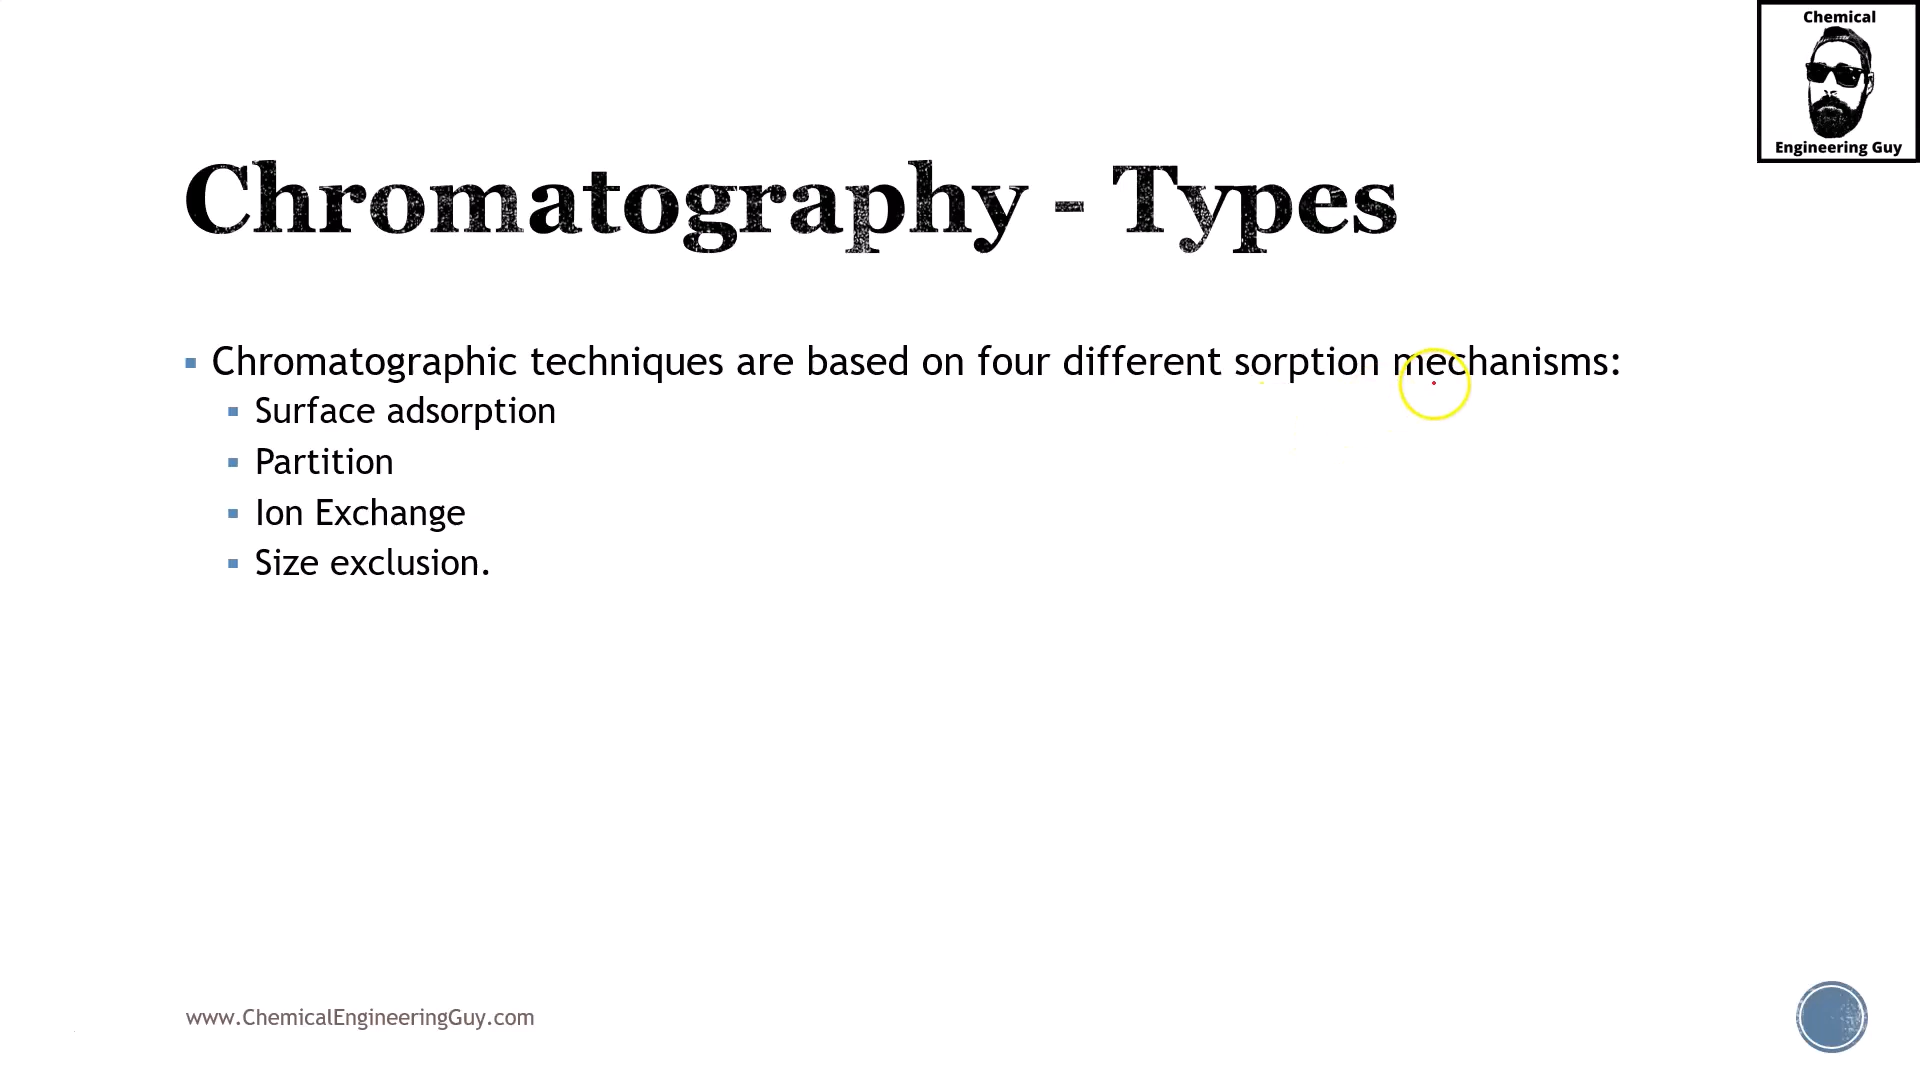 Chemical
Engineering Guy
Chromatography - Types
Chromatographic techniques are based on four different sorption mechanisms:
Surface adsorption
Partition
Ion Exchange
Size exclusion.
www.ChemicalEngineeringGuy.com